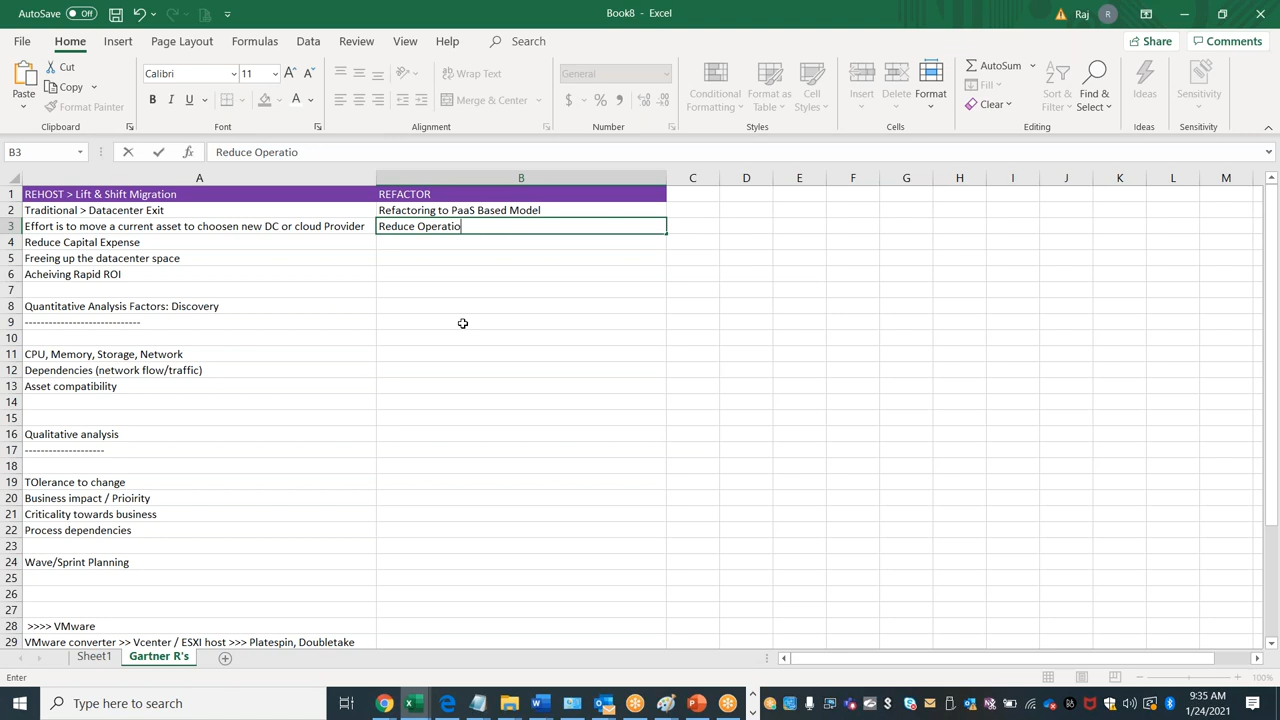 AutoSave Off
Book8 - Excel
Raj R
File Home Insert Page Layout Formulas Data Review View Help Search
Share Comments
Paste
Cut
Copy
Format Painter
Clipboard
Calibri 11
B I U
Font
Wrap Text
Merge & Center
Alignment
General
$ % ,
Number
Conditional Formatting
Format as Table
Cell Styles
Styles
Insert Delete Format
Cells
AutoSum
Fill
Clear
Sort & Filter
Find & Select
Editing
Ideas
Ideas
Sensitivity
Sensitivity
B3 fx Reduce Operatio
A B C D E F G H I J K L M
1 REHOST > Lift & Shift Migration REFACTOR
2 Traditional > Datacenter Exit Refactoring to PaaS Based Model
3 Effort is to move a current asset to choosen new DC or cloud Provider Reduce Operatio
4 Reduce Capital Expense
5 Freeing up the datacenter space
6 Acheiving Rapid ROI
7
8 Quantitative Analysis Factors: Discovery
9 -----------------------------
10
11 CPU, Memory, Storage, Network
12 Dependencies (network flow/traffic)
13 Asset compatibility
14
15
16 Qualitative analysis
17 --------------------
18
19 TOlerance to change
20 Business impact / Prioirity
21 Criticality towards business
22 Process dependencies
23
24 Wave/Sprint Planning
25
26
27
28 >>>> VMware
29 VMware converter >> Vcenter / ESXI host >>> Platespin, Doubletake
Sheet1 Gartner R's
Enter
100%
Type here to search
9:35 AM
1/24/2021